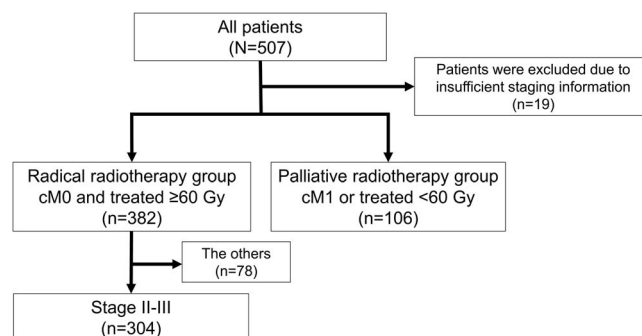 All patients
(N=507)
Patients were excluded due to
insufficient staging information
(n=19)
Radical radiotherapy group
cM0 and treated ≥60 Gy
(n=382)
Palliative radiotherapy group
cM1 or treated <60 Gy
(n=106)
The others
(n=78)
Stage II-III
(n=304)